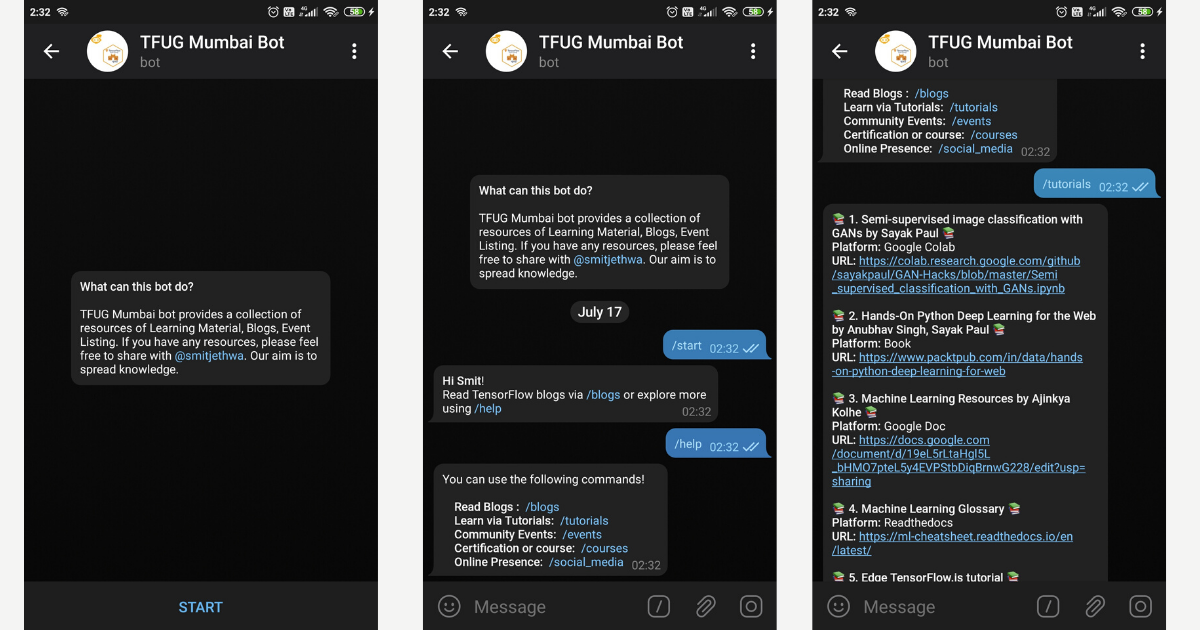 2:32
4G
58
TFUG Mumbai Bot
bot
What can this bot do?
TFUG Mumbai bot provides a collection of
resources of Learning Material, Blogs, Event
Listing. If you have any resources, please feel
free to share with @smitjethwa. Our aim is to
spread knowledge.
START
2:32
4G
58
TFUG Mumbai Bot
bot
What can this bot do?
TFUG Mumbai bot provides a collection of
resources of Learning Material, Blogs, Event
Listing. If you have any resources, please feel
free to share with @smitjethwa. Our aim is to
spread knowledge.
July 17
/start 02:32
Hi Smit!
Read TensorFlow blogs via /blogs or explore more
using /help
02:32
/help 02:32
You can use the following commands!
Read Blogs : /blogs
Learn via Tutorials: /tutorials
Community Events: /events
Certification or course: /courses
Online Presence: /social_media 02:32
Message
2:32
4G
58
TFUG Mumbai Bot
bot
Read Blogs : /blogs
Learn via Tutorials: /tutorials
Community Events: /events
Certification or course: /courses
Online Presence: /social_media 02:32
/tutorials 02:32
📚 1. Semi-supervised image classification with
GANs by Sayak Paul 📚
Platform: Google Colab
URL: https://colab.research.google.com/github
/sayakpaul/GAN-Hacks/blob/master/Semi
_supervised_classification_with_GANs.ipynb
📚 2. Hands-On Python Deep Learning for the Web
by Anubhav Singh, Sayak Paul 📚
Platform: Book
URL: https://www.packtpub.com/in/data/hands
-on-python-deep-learning-for-web
📚 3. Machine Learning Resources by Ajinkya
Kolhe 📚
Platform: Google Doc
URL: https://docs.google.com
/document/d/19eL5rLtaHgl5L
_bHMO7pteL5y4EVPStbDiqBrnwG228/edit?usp=
sharing
📚 4. Machine Learning Glossary 📚
Platform: Readthedocs
URL: https://ml-cheatsheet.readthedocs.io/en
/latest/
📚 5. Edge TensorFlow.js tutorial 📚
Message